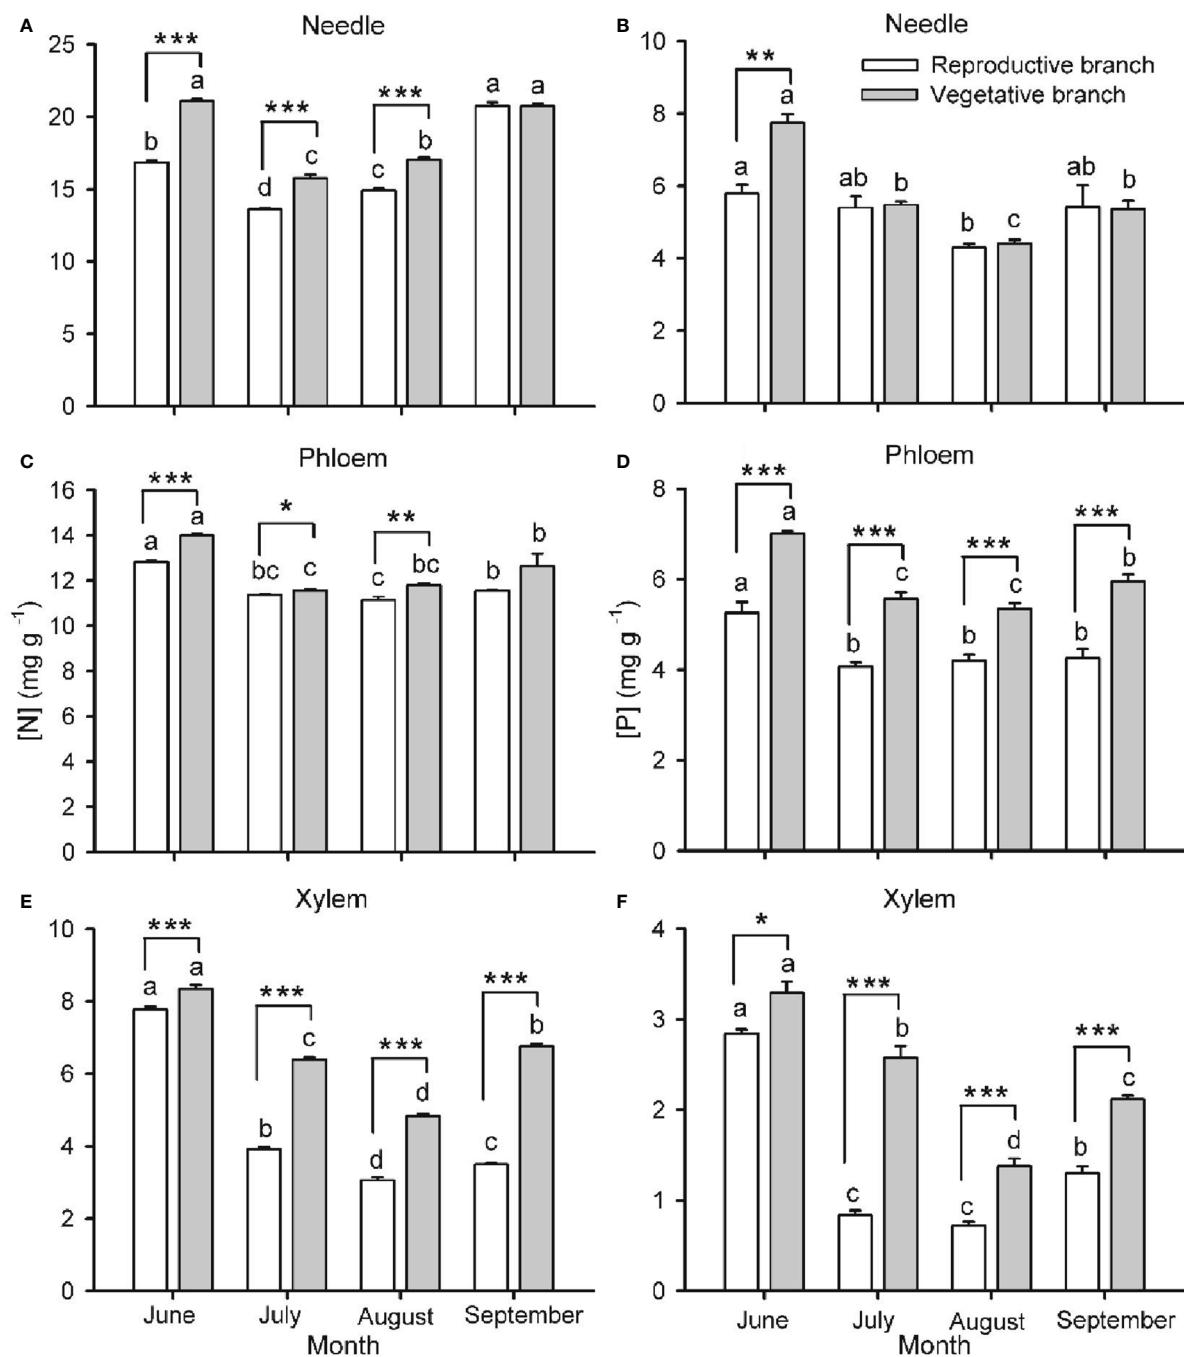 A
Needle
25
20
15
10
5
0
***
***
***
b
a
d
c
c
b
a
a
B
Needle
10
8
6
4
2
0
Reproductive branch
Vegetative branch
**
a
a
ab
b
b
c
ab
b
C
Phloem
16
14
12
10
8
6
4
2
0
[N] (mg g -1)
***
*
**
a
a
bc
c
c
bc
b
b
D
Phloem
8
6
4
2
0
[P] (mg g -1)
***
***
***
***
a
a
b
c
b
c
b
b
E
Xylem
10
8
6
4
2
0
***
***
***
***
a
a
b
c
d
d
c
b
June
July
August
September
Month
F
Xylem
4
3
2
1
0
*
***
***
***
a
a
c
b
c
d
b
c
June
July
August
September
Month